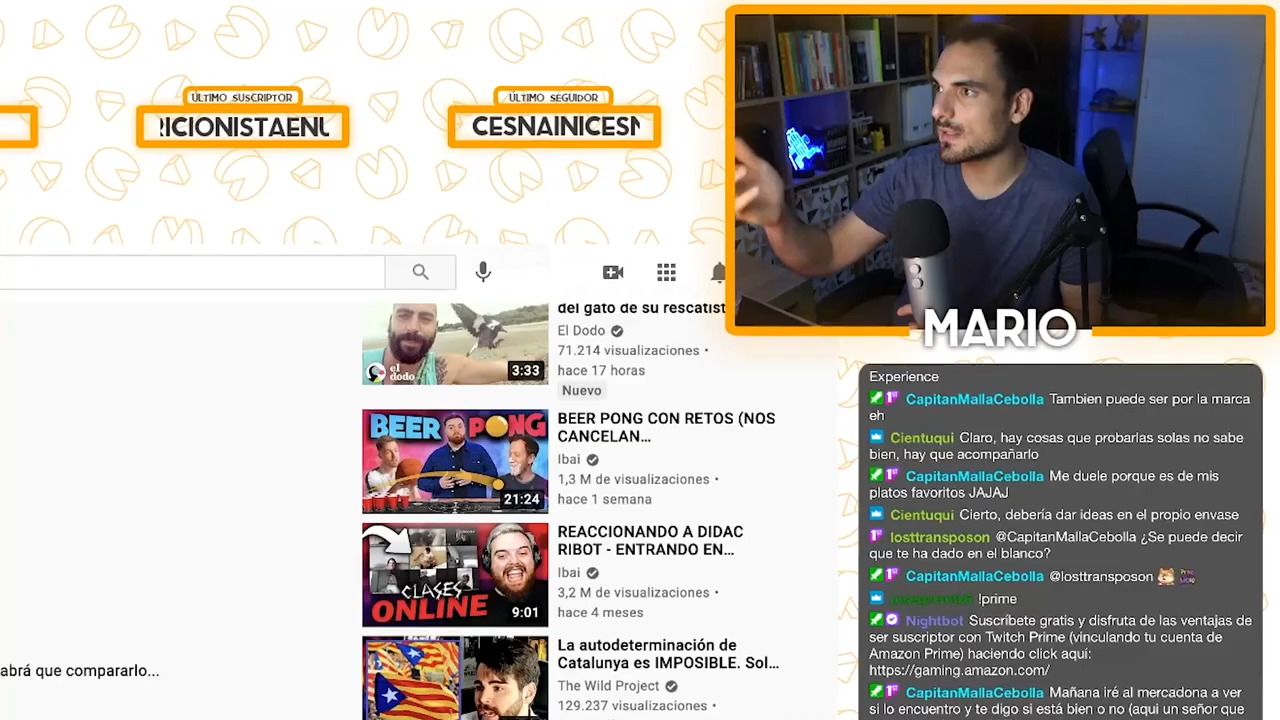 ÚLTIMO SUSCRIPTOR
RICIONISTAENU
ÚLTIMO SEGUIDOR
CESNAINICESN
MARIO
del gato de su rescatist
El Dodo
71.214 visualizaciones •
hace 17 horas
Nuevo
el
dodo
3:33
BEER PONG CON RETOS (NOS
CANCELAN...
Ibai
1,3 M de visualizaciones •
hace 1 semana
BEER PONG
21:24
REACCIONANDO A DIDAC
RIBOT - ENTRANDO EN...
Ibai
3,2 M de visualizaciones •
hace 4 meses
CLASES
ONLINE
9:01
La autodeterminación de
Catalunya es IMPOSIBLE. Sol...
The Wild Project
129.237 visualizaciones •
abrá que compararlo...
Experience
CapitanMallaCebolla Tambien puede ser por la marca
eh
Cientuqui Claro, hay cosas que probarlas solas no sabe
bien, hay que acompañarlo
CapitanMallaCebolla Me duele porque es de mis
platos favoritos JAJAJ
Cientuqui Cierto, debería dar ideas en el propio envase
losttransposon @CapitanMallaCebolla ¿Se puede decir
que te ha dado en el blanco?
CapitanMallaCebolla @losttransposon
!prime
Nightbot Suscríbete gratis y disfruta de las ventajas de
ser suscriptor con Twitch Prime (vinculando tu cuenta de
Amazon Prime) haciendo click aquí:
https://gaming.amazon.com/
CapitanMallaCebolla Mañana iré al mercadona a ver
si lo encuentro y te digo si está bien o no (aqui un señor que